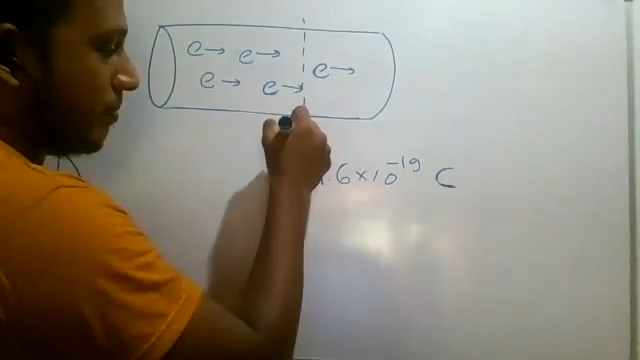 e→ e→ e→
e→ e→
.6×10⁻¹⁹ C